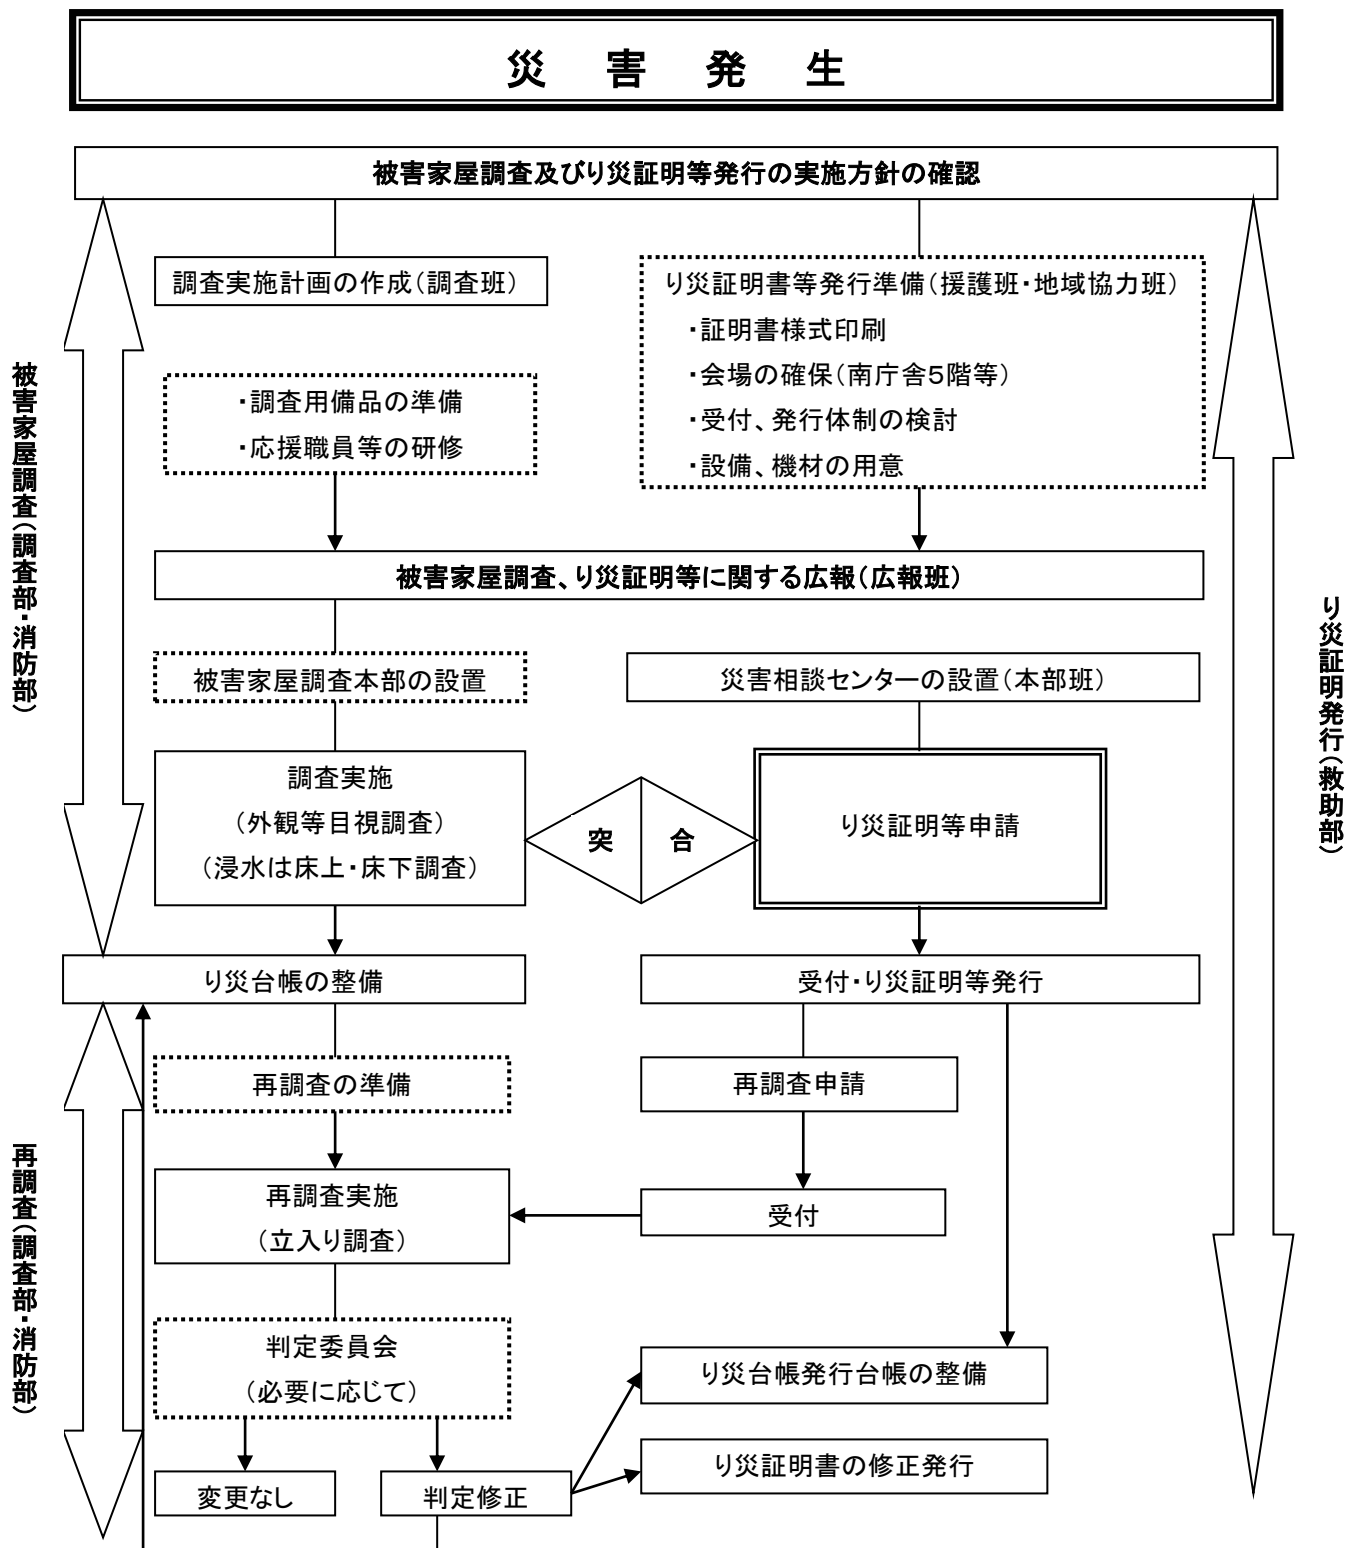 災　害　発　生
被害家屋調査及びり災証明等発行の実施方針の確認
調査実施計画の作成（調査班）
り災証明書等発行準備（援護班・地域協力班）
・証明書様式印刷
・会場の確保（南庁舎５階等）
・受付、発行体制の検討
・設備、機材の用意
・調査用備品の準備
・応援職員等の研修
被害家屋調査（調査部・消防部）
り災証明発行（救助部）
被害家屋調査、り災証明等に関する広報（広報班）
被害家屋調査本部の設置
災害相談センターの設置（本部班）
調査実施
（外観等目視調査）
（浸水は床上・床下調査）
突　合
り災証明等申請
り災台帳の整備
受付・り災証明等発行
再調査の準備
再調査申請
再調査（調査部・消防部）
再調査実施
（立入り調査）
受付
判定委員会
（必要に応じて）
り災台帳発行台帳の整備
り災証明書の修正発行
変更なし
判定修正